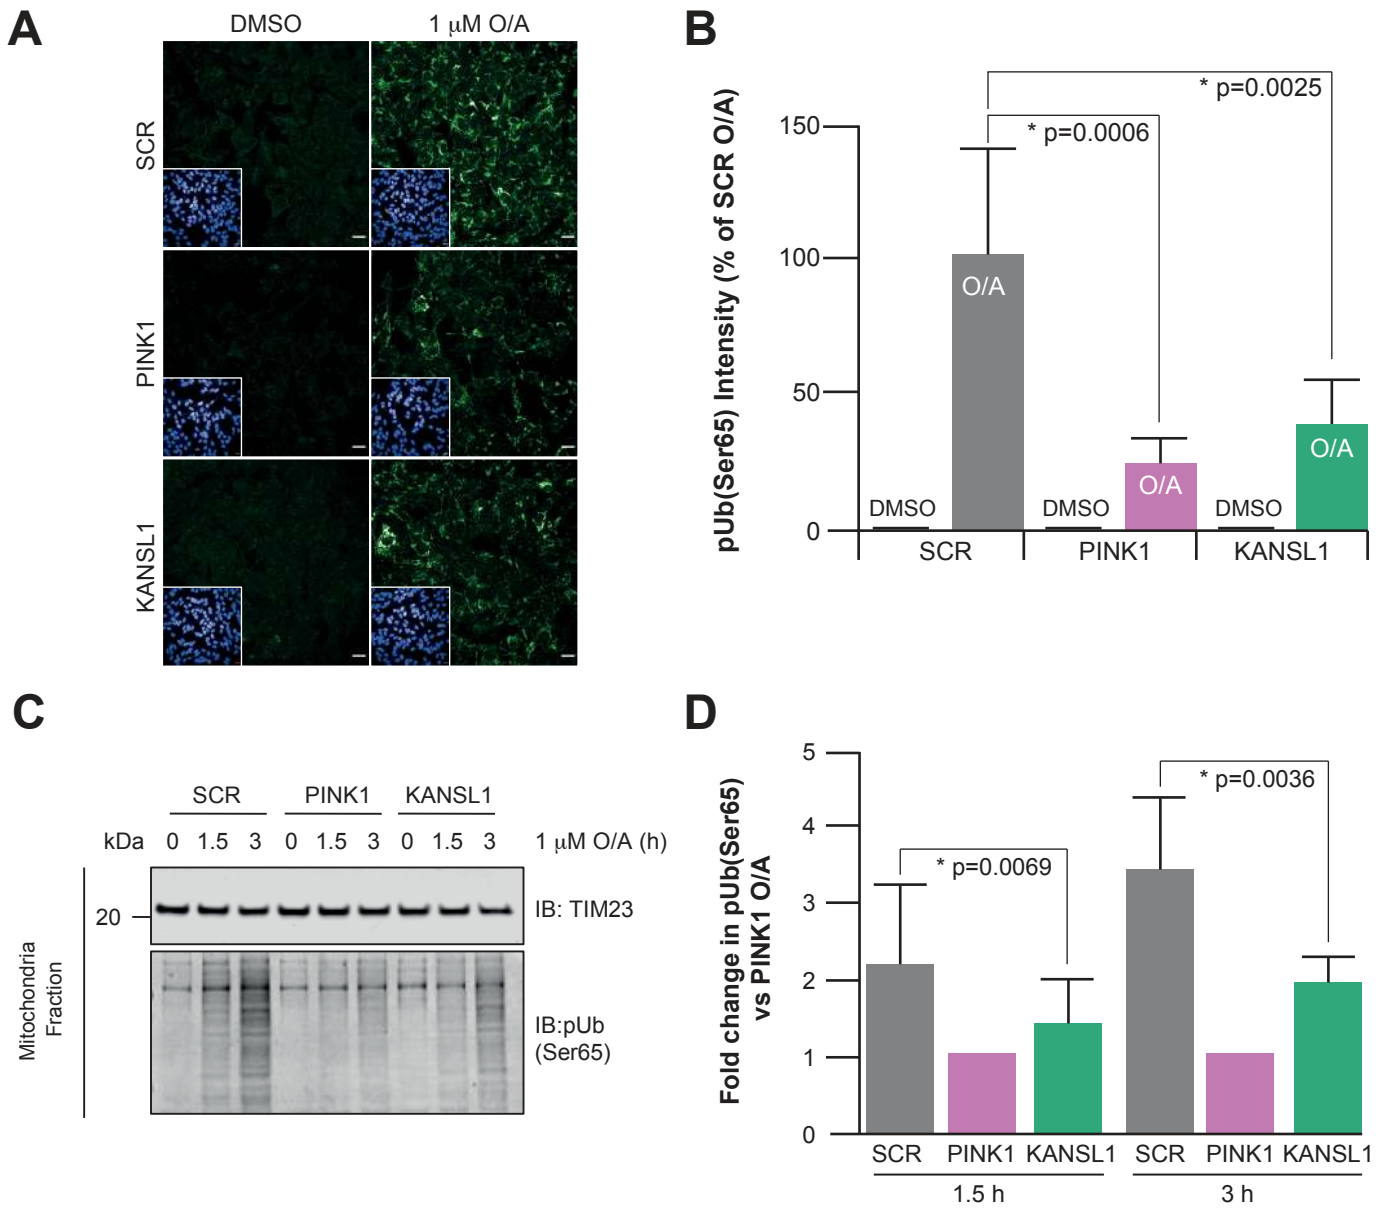 A
DMSO
1 μM O/A
SCR
PINK1
KANSL1
B
pUb(Ser65) Intensity (% of SCR O/A)
150
100
50
0
* p=0.0025
* p=0.0006
O/A
O/A
O/A
DMSO
DMSO
DMSO
SCR
PINK1
KANSL1
C
SCR
PINK1
KANSL1
kDa
0
1.5
3
0
1.5
3
0
1.5
3
1 μM O/A (h)
20
IB: TIM23
IB:pUb
(Ser65)
Mitochondria
Fraction
D
Fold change in pUb(Ser65)
vs PINK1 O/A
5
4
3
2
1
0
* p=0.0069
* p=0.0036
SCR
PINK1
KANSL1
SCR
PINK1
KANSL1
1.5 h
3 h